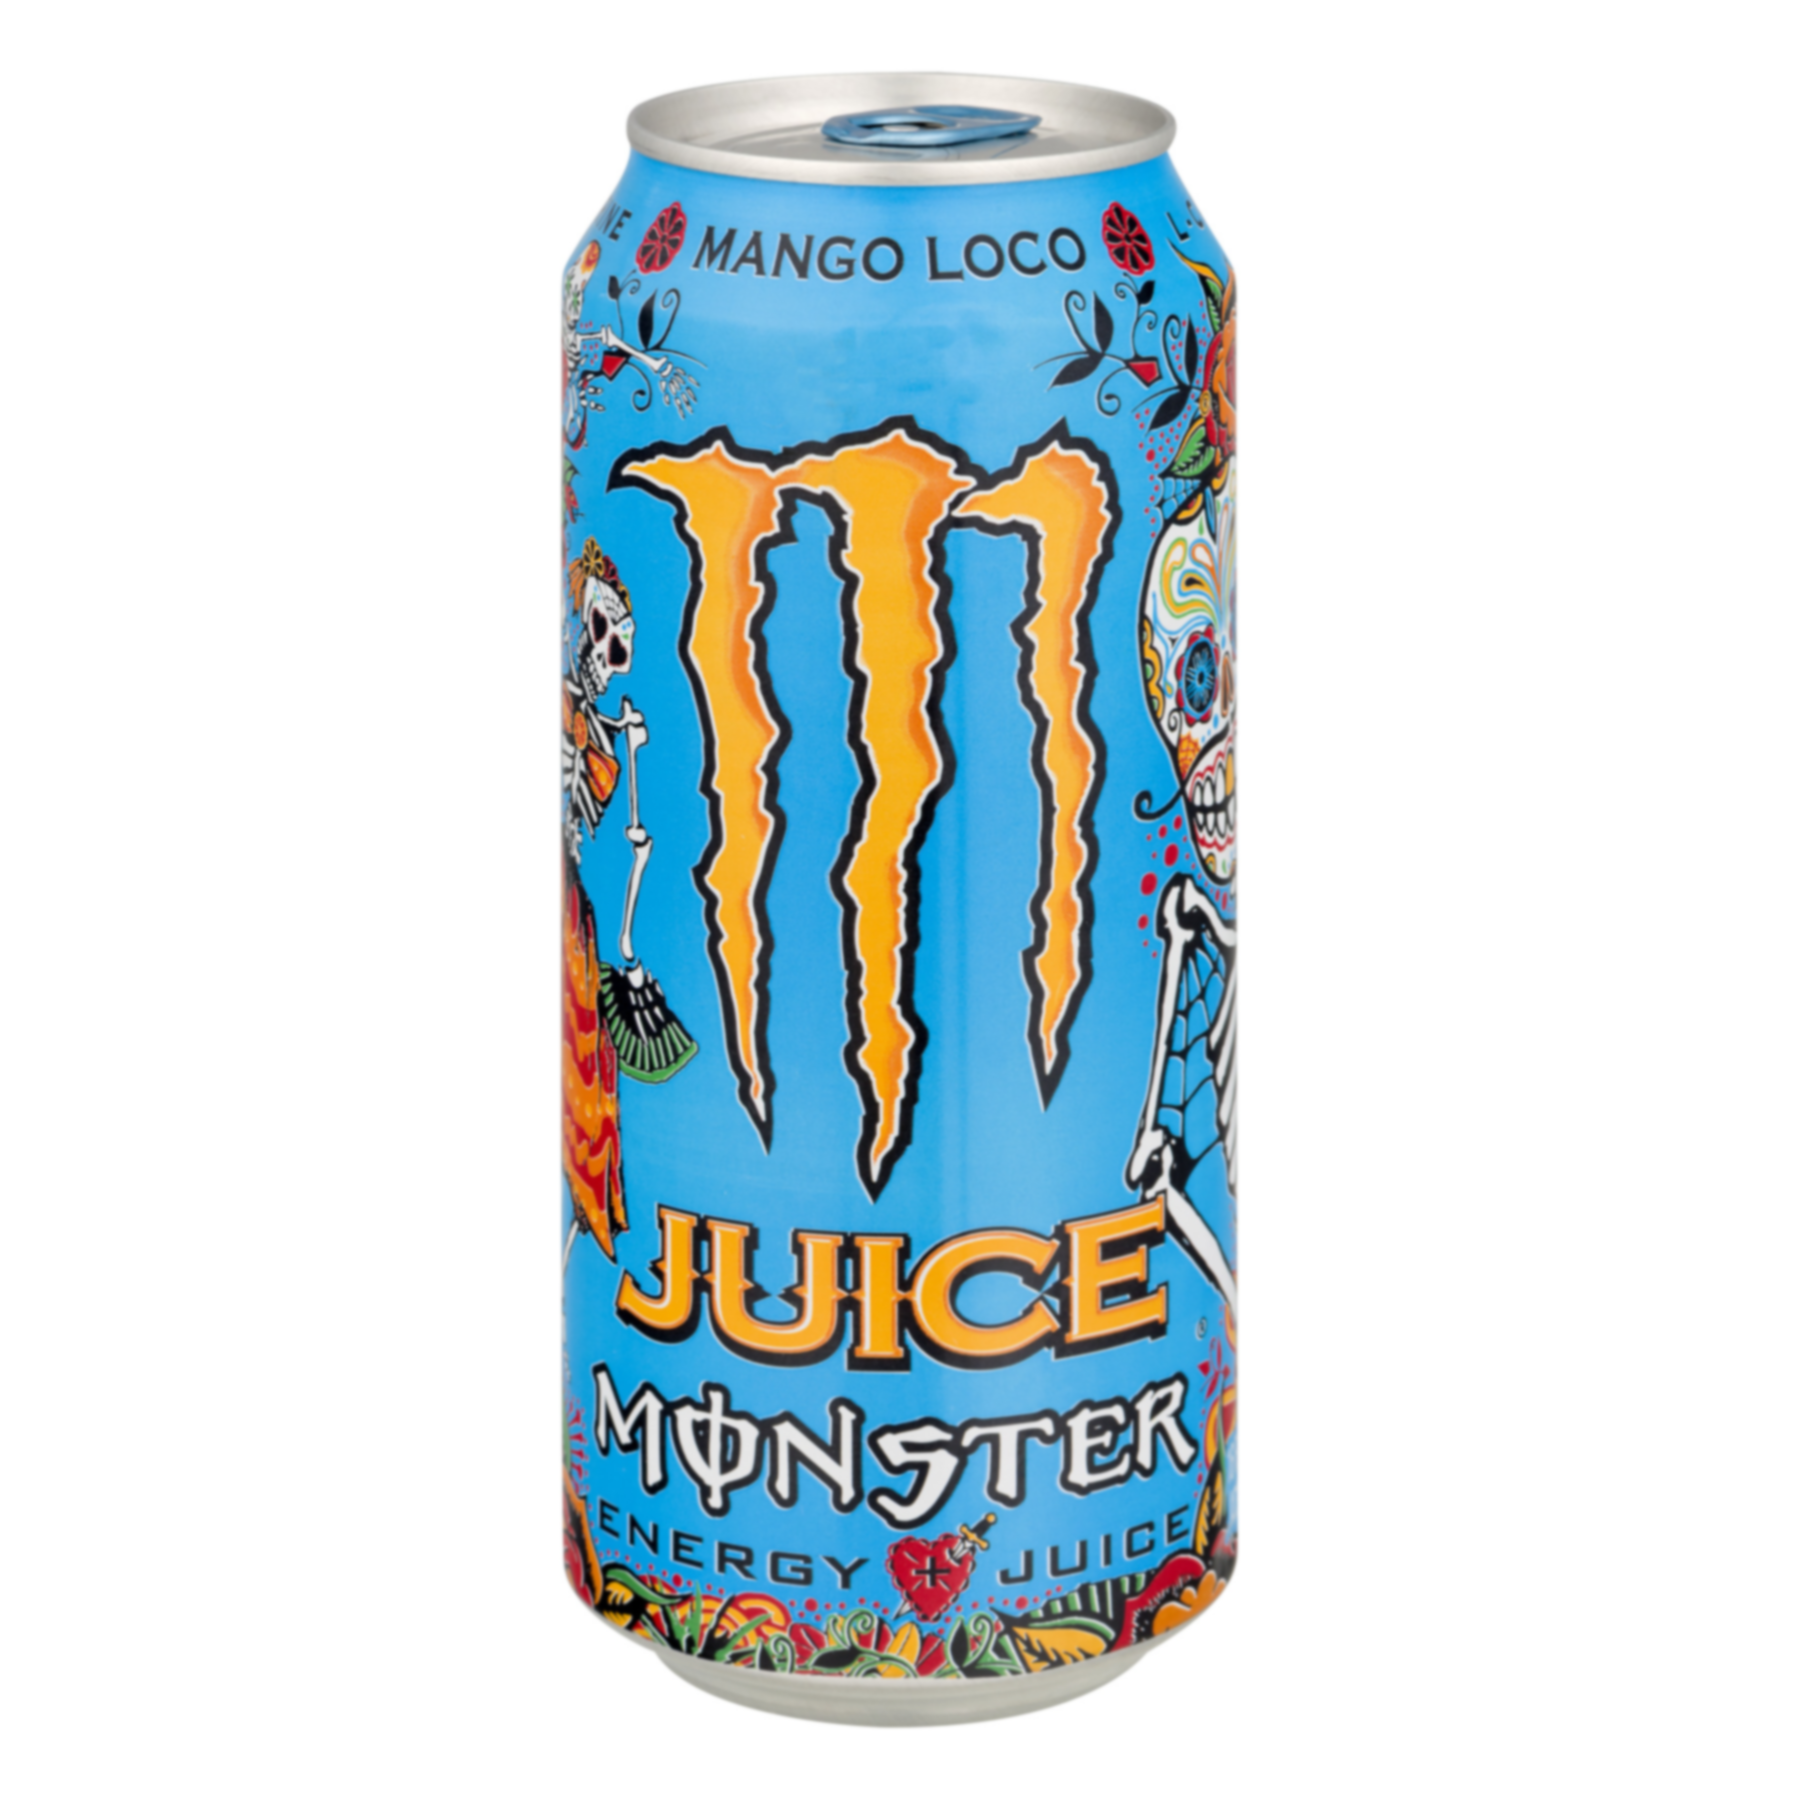 MANGO LOCO
JUICE
MONSTER
ENERGY + JUICE